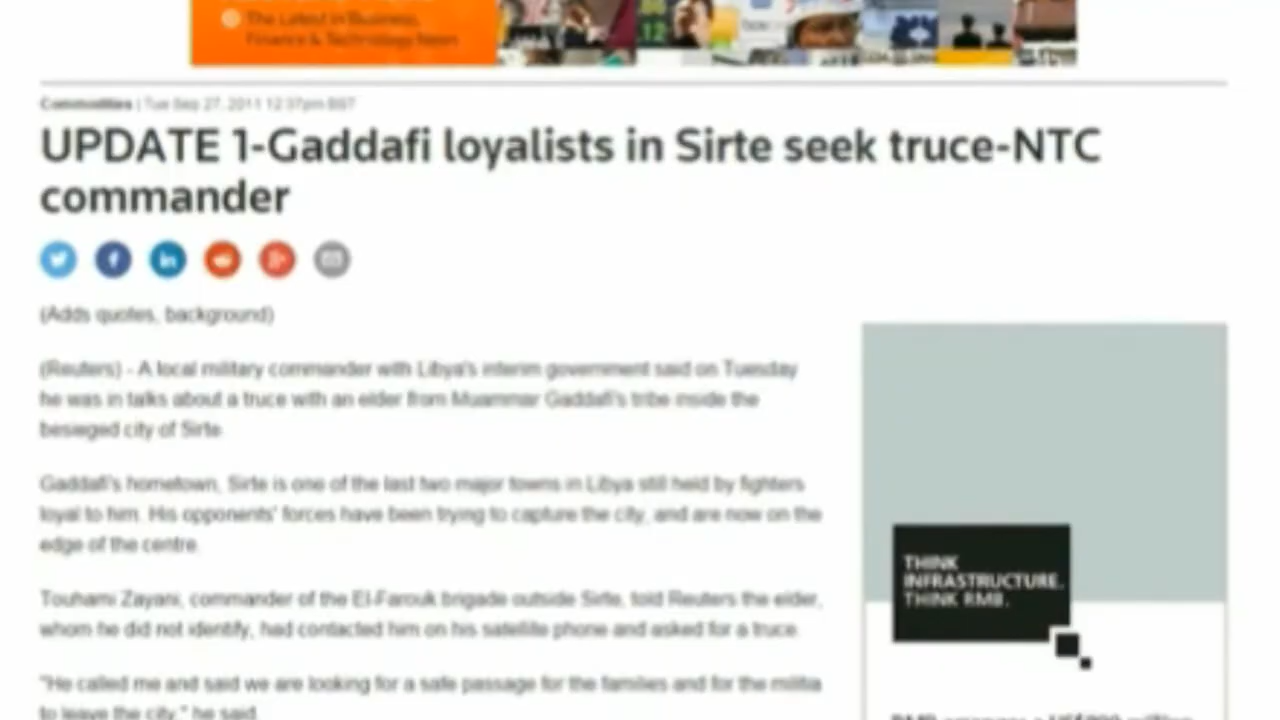 The Latest in Business,
Finance & Technology News
Commodities | Tue Sep 27, 2011 12:37pm BST
UPDATE 1-Gaddafi loyalists in Sirte seek truce-NTC
commander
(Adds quotes, background)
(Reuters) - A local military commander with Libya's interim government said on Tuesday
he was in talks about a truce with an elder from Muammar Gaddafi's tribe inside the
besieged city of Sirte.
Gaddafi's hometown, Sirte is one of the last two major towns in Libya still held by fighters
loyal to him. His opponents' forces have been trying to capture the city, and are now on the
edge of the centre.
Touhami Zayani, commander of the El-Farouk brigade outside Sirte, told Reuters the elder,
whom he did not identify, had contacted him on his satellite phone and asked for a truce.
"He called me and said we are looking for a safe passage for the families and for the militia
to leave the city," he said.
THINK
INFRASTRUCTURE.
THINK RMB.